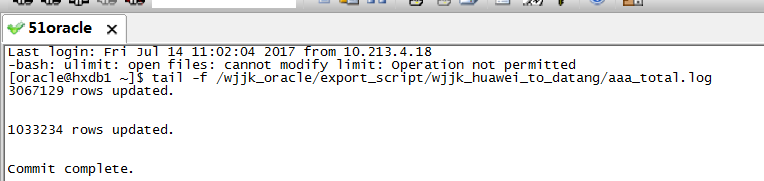 51oracle
Last login: Fri Jul 14 11:02:04 2017 from 10.213.4.18
-bash: ulimit: open files: cannot modify limit: Operation not permitted
[oracle@hxdb1 ~]$ tail -f /wjjk_oracle/export_script/wjjk_huawei_to_datang/aaa_total.log
3067129 rows updated.
1033234 rows updated.
Commit complete.